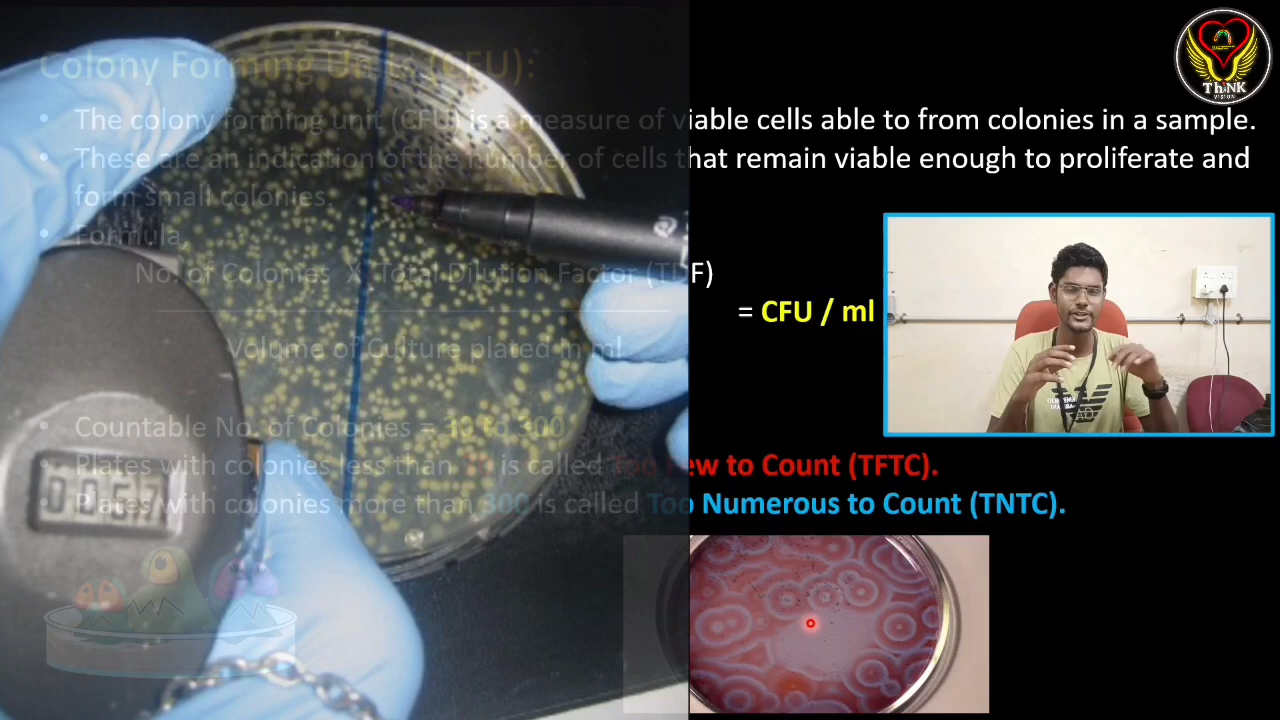 ThiNK
VISION
Colony Forming Units (CFU):
• The colony forming unit (CFU) is a measure of viable cells able to from colonies in a sample.
• These are an indication of the number of cells that remain viable enough to proliferate and
form small colonies.
• Formula,
No. of Colonies X Total Dilution Factor (TDF)
= CFU / ml
Volume of Culture plated in ml
• Countable No. of Colonies = 30 to 300
• Plates with colonies less than 30 is called Too Few to Count (TFTC).
• Plates with colonies more than 300 is called Too Numerous to Count (TNTC).